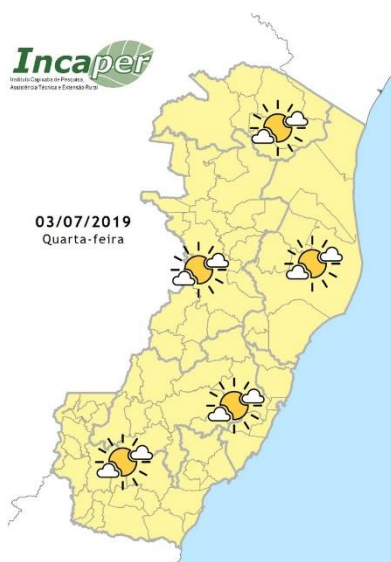 Incaper
Instituto Capixaba de Pesquisa,
Assistência Técnica e Extensão Rural
03/07/2019
Quarta-feira